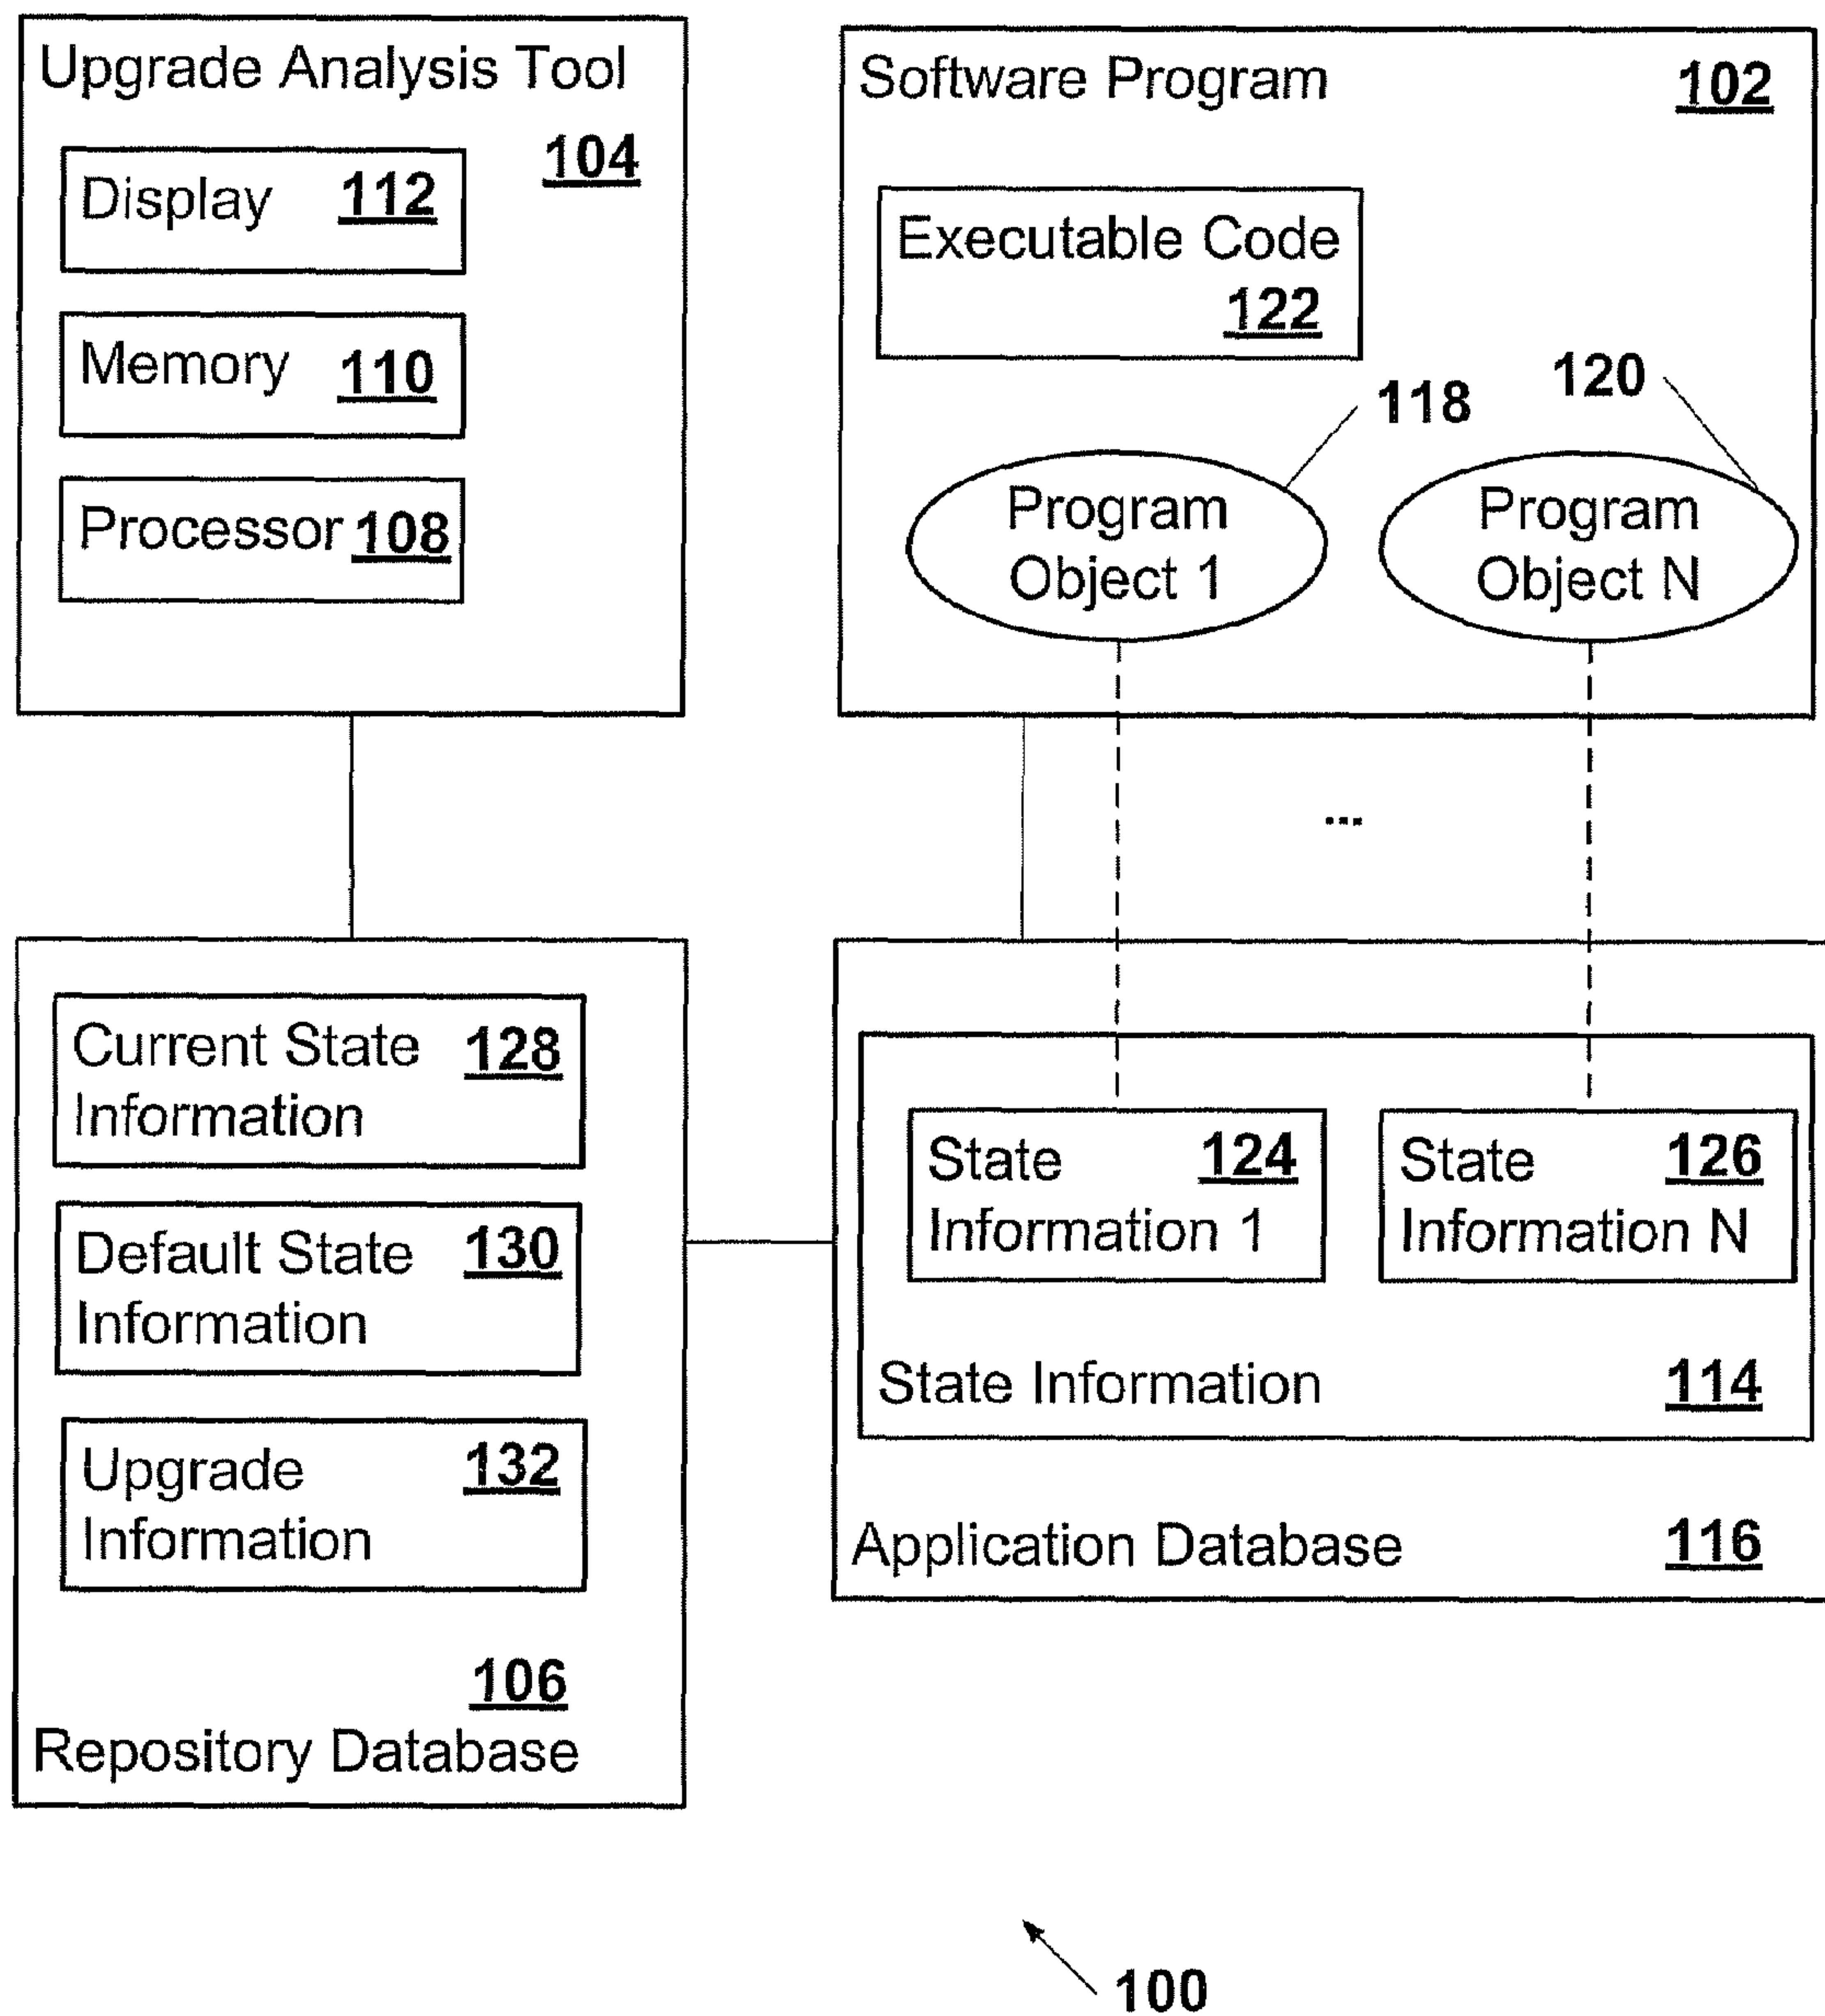 Upgrade Analysis Tool
104
Display 112
Memory 110
Processor 108
Software Program 102
Executable Code
122
118
120
Program
Object 1
Program
Object N
...
Current State 128
Information
Default State 130
Information
Upgrade 132
Information
106
Repository Database
State 124
Information 1
State 126
Information N
State Information 114
Application Database 116
100